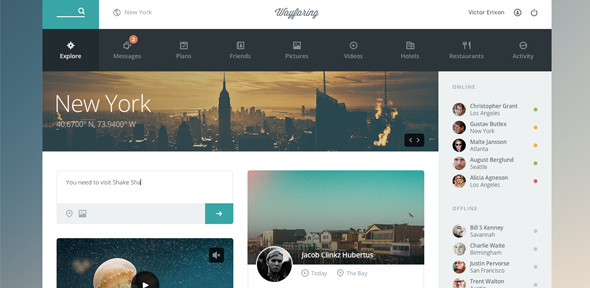 New York
Wayfaring
Victor Erixon
Explore
2
Messages
Plans
Friends
Pictures
Videos
Hotels
Restaurants
Activity
New York
40.6700° N, 73.9400 W
You need to visit Shake Sha
Jacob Clinkz Hubertus
Today
The Bay
ONLINE
Christopher Grant
Los Angeles
Gustav Butlex
New York
Malte Jansson
Atlanta
August Berglund
Seattle
Alicia Agneson
Los Angeles
OFFLINE
Bill S Kenney
Savannah
Charlie Waite
Birmingham
Justin Pervorse
San Francisco
Trent Walton